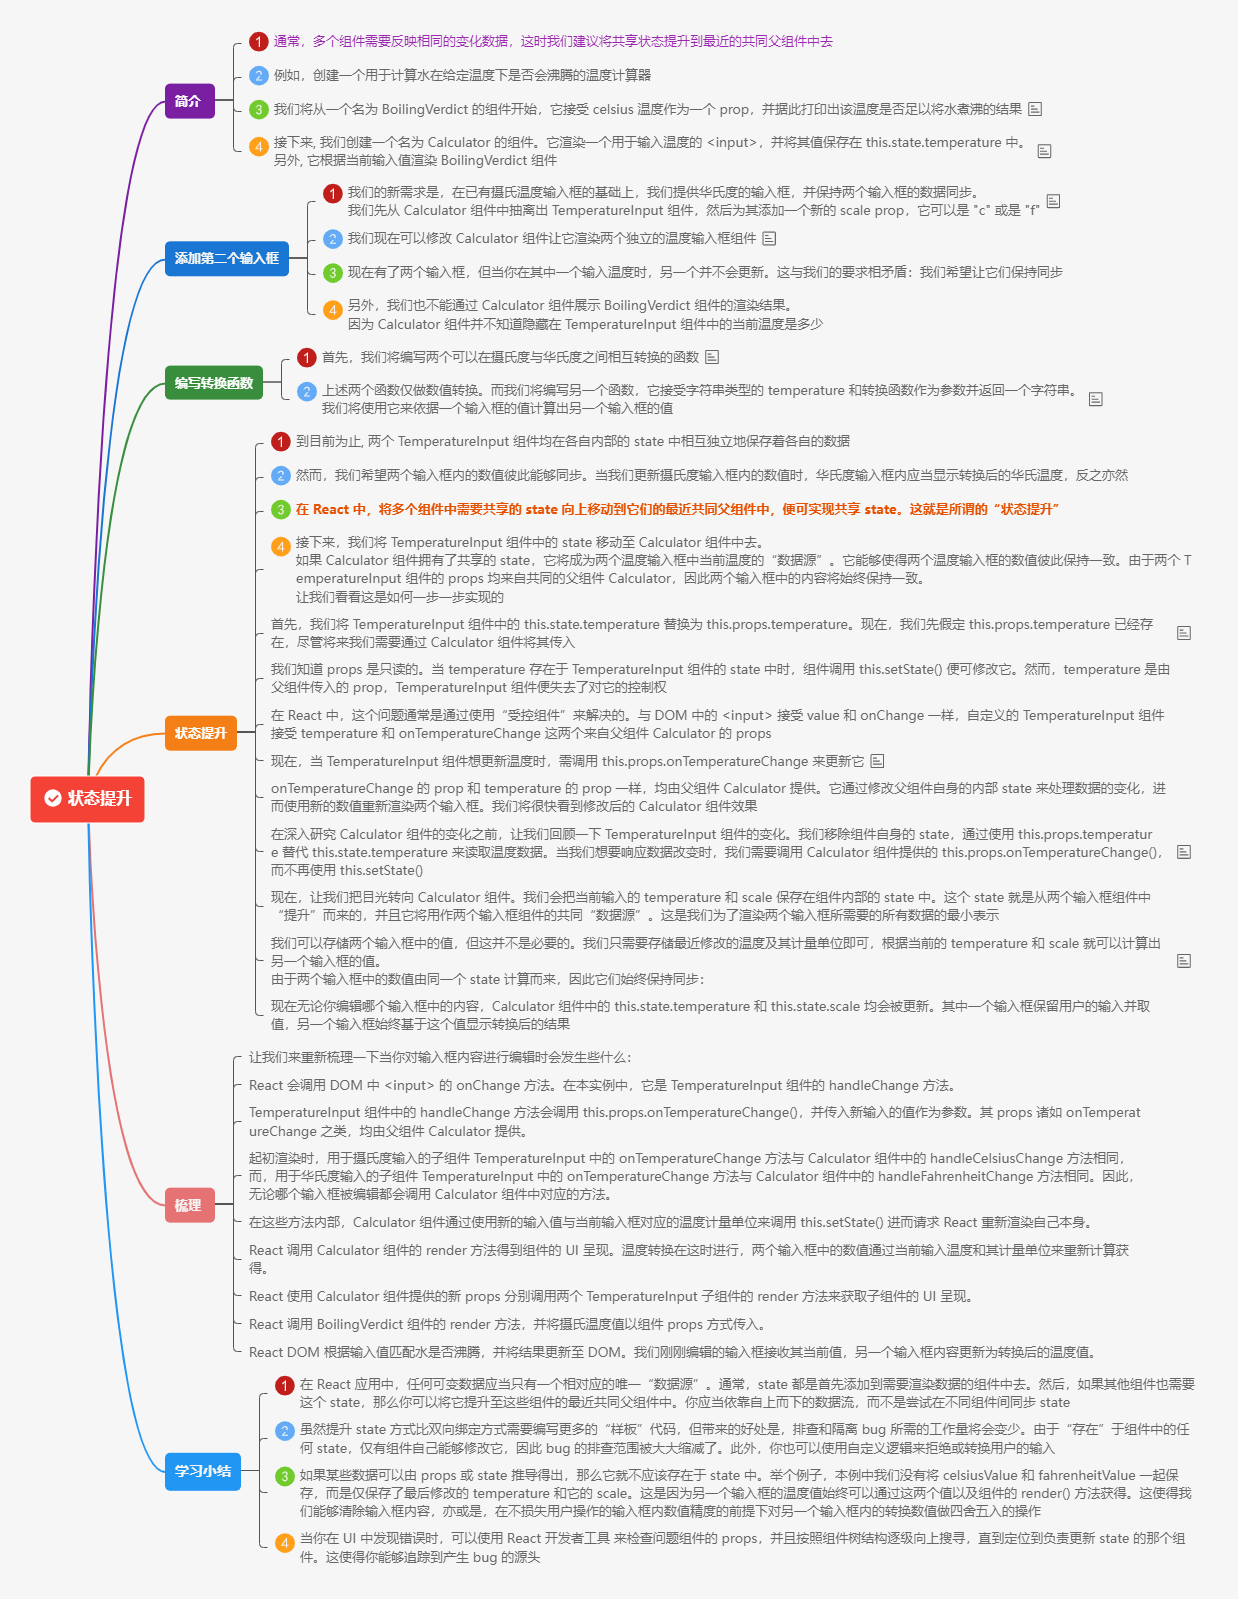 状态提升
简介
1 通常，多个组件需要反映相同的变化数据，这时我们建议将共享状态提升到最近的共同父组件中去
2 例如，创建一个用于计算水在给定温度下是否会沸腾的温度计算器
3 我们将从一个名为 BoilingVerdict 的组件开始，它接受 celsius 温度作为一个 prop，并据此打印出该温度是否足以将水煮沸的结果
4 接下来, 我们创建一个名为 Calculator 的组件。它渲染一个用于输入温度的 <input>，并将其值保存在 this.state.temperature 中。
另外, 它根据当前输入值渲染 BoilingVerdict 组件
添加第二个输入框
1 我们的新需求是，在已有摄氏温度输入框的基础上，我们提供华氏度的输入框，并保持两个输入框的数据同步。
我们先从 Calculator 组件中抽离出 TemperatureInput 组件，然后为其添加一个新的 scale prop，它可以是 "c" 或是 "f"
2 我们现在可以修改 Calculator 组件让它渲染两个独立的温度输入框组件
3 现在有了两个输入框，但当你在其中一个输入温度时，另一个并不会更新。这与我们的要求相矛盾：我们希望让它们保持同步
4 另外，我们也不能通过 Calculator 组件展示 BoilingVerdict 组件的渲染结果。
因为 Calculator 组件并不知道隐藏在 TemperatureInput 组件中的当前温度是多少
编写转换函数
1 首先，我们将编写两个可以在摄氏度与华氏度之间相互转换的函数
2 上述两个函数仅做数值转换。而我们将编写另一个函数，它接受字符串类型的 temperature 和转换函数作为参数并返回一个字符串。
我们将使用它来依据一个输入框的值计算出另一个输入框的值
状态提升
1 到目前为止, 两个 TemperatureInput 组件均在各自内部的 state 中相互独立地保存着各自的数据
2 然而，我们希望两个输入框内的数值彼此能够同步。当我们更新摄氏度输入框内的数值时，华氏度输入框内应当显示转换后的华氏温度，反之亦然
3 在 React 中，将多个组件中需要共享的 state 向上移动到它们的最近共同父组件中，便可实现共享 state。这就是所谓的“状态提升”
4 接下来，我们将 TemperatureInput 组件中的 state 移动至 Calculator 组件中去。
如果 Calculator 组件拥有了共享的 state，它将成为两个温度输入框中当前温度的“数据源”。它能够使得两个温度输入框的数值彼此保持一致。由于两个 T
emperatureInput 组件的 props 均来自共同的父组件 Calculator，因此两个输入框中的内容将始终保持一致。
让我们看看这是如何一步一步实现的
首先，我们将 TemperatureInput 组件中的 this.state.temperature 替换为 this.props.temperature。现在，我们先假定 this.props.temperature 已经存
在，尽管将来我们需要通过 Calculator 组件将其传入
我们知道 props 是只读的。当 temperature 存在于 TemperatureInput 组件的 state 中时，组件调用 this.setState() 便可修改它。然而，temperature 是由
父组件传入的 prop，TemperatureInput 组件便失去了对它的控制权
在 React 中，这个问题通常是通过使用“受控组件”来解决的。与 DOM 中的 <input> 接受 value 和 onChange 一样，自定义的 TemperatureInput 组件
接受 temperature 和 onTemperatureChange 这两个来自父组件 Calculator 的 props
现在，当 TemperatureInput 组件想更新温度时，需调用 this.props.onTemperatureChange 来更新它
onTemperatureChange 的 prop 和 temperature 的 prop 一样，均由父组件 Calculator 提供。它通过修改父组件自身的内部 state 来处理数据的变化，进
而使用新的数值重新渲染两个输入框。我们将很快看到修改后的 Calculator 组件效果
在深入研究 Calculator 组件的变化之前，让我们回顾一下 TemperatureInput 组件的变化。我们移除组件自身的 state，通过使用 this.props.temperatur
e 替代 this.state.temperature 来读取温度数据。当我们想要响应数据改变时，我们需要调用 Calculator 组件提供的 this.props.onTemperatureChange()，
而不再使用 this.setState()
现在，让我们把目光转向 Calculator 组件。我们会把当前输入的 temperature 和 scale 保存在组件内部的 state 中。这个 state 就是从两个输入框组件中
“提升”而来的，并且它将用作两个输入框组件的共同“数据源”。这是我们为了渲染两个输入框所需要的所有数据的最小表示
我们可以存储两个输入框中的值，但这并不是必要的。我们只需要存储最近修改的温度及其计量单位即可，根据当前的 temperature 和 scale 就可以计算出
另一个输入框的值。
由于两个输入框中的数值由同一个 state 计算而来，因此它们始终保持同步：
现在无论你编辑哪个输入框中的内容，Calculator 组件中的 this.state.temperature 和 this.state.scale 均会被更新。其中一个输入框保留用户的输入并取
值，另一个输入框始终基于这个值显示转换后的结果
梳理
让我们来重新梳理一下当你对输入框内容进行编辑时会发生些什么：
React 会调用 DOM 中 <input> 的 onChange 方法。在本实例中，它是 TemperatureInput 组件的 handleChange 方法。
TemperatureInput 组件中的 handleChange 方法会调用 this.props.onTemperatureChange()，并传入新输入的值作为参数。其 props 诸如 onTemperat
ureChange 之类，均由父组件 Calculator 提供。
起初渲染时，用于摄氏度输入的子组件 TemperatureInput 中的 onTemperatureChange 方法与 Calculator 组件中的 handleCelsiusChange 方法相同，
而，用于华氏度输入的子组件 TemperatureInput 中的 onTemperatureChange 方法与 Calculator 组件中的 handleFahrenheitChange 方法相同。因此，
无论哪个输入框被编辑都会调用 Calculator 组件中对应的方法。
在这些方法内部，Calculator 组件通过使用新的输入值与当前输入框对应的温度计量单位来调用 this.setState() 进而请求 React 重新渲染自己本身。
React 调用 Calculator 组件的 render 方法得到组件的 UI 呈现。温度转换在这时进行，两个输入框中的数值通过当前输入温度和其计量单位来重新计算获
得。
React 使用 Calculator 组件提供的新 props 分别调用两个 TemperatureInput 子组件的 render 方法来获取子组件的 UI 呈现。
React 调用 BoilingVerdict 组件的 render 方法，并将摄氏温度值以组件 props 方式传入。
React DOM 根据输入值匹配水是否沸腾，并将结果更新至 DOM。我们刚刚编辑的输入框接收其当前值，另一个输入框内容更新为转换后的温度值。
学习小结
1 在 React 应用中，任何可变数据应当只有一个相对应的唯一“数据源”。通常，state 都是首先添加到需要渲染数据的组件中去。然后，如果其他组件也需要
这个 state，那么你可以将它提升至这些组件的最近共同父组件中。你应当依靠自上而下的数据流，而不是尝试在不同组件间同步 state
2 虽然提升 state 方式比双向绑定方式需要编写更多的“样板”代码，但带来的好处是，排查和隔离 bug 所需的工作量将会变少。由于“存在”于组件中的任
何 state，仅有组件自己能够修改它，因此 bug 的排查范围被大大缩减了。此外，你也可以使用自定义逻辑来拒绝或转换用户的输入
3 如果某些数据可以由 props 或 state 推导得出，那么它就不应该存在于 state 中。举个例子，本例中我们没有将 celsiusValue 和 fahrenheitValue 一起保
存，而是仅保存了最后修改的 temperature 和它的 scale。这是因为另一个输入框的温度值始终可以通过这两个值以及组件的 render() 方法获得。这使得我
们能够清除输入框内容，亦或是，在不损失用户操作的输入框内数值精度的前提下对另一个输入框内的转换数值做四舍五入的操作
4 当你在 UI 中发现错误时，可以使用 React 开发者工具 来检查问题组件的 props，并且按照组件树结构逐级向上搜寻，直到定位到负责更新 state 的那个组
件。这使得你能够追踪到产生 bug 的源头